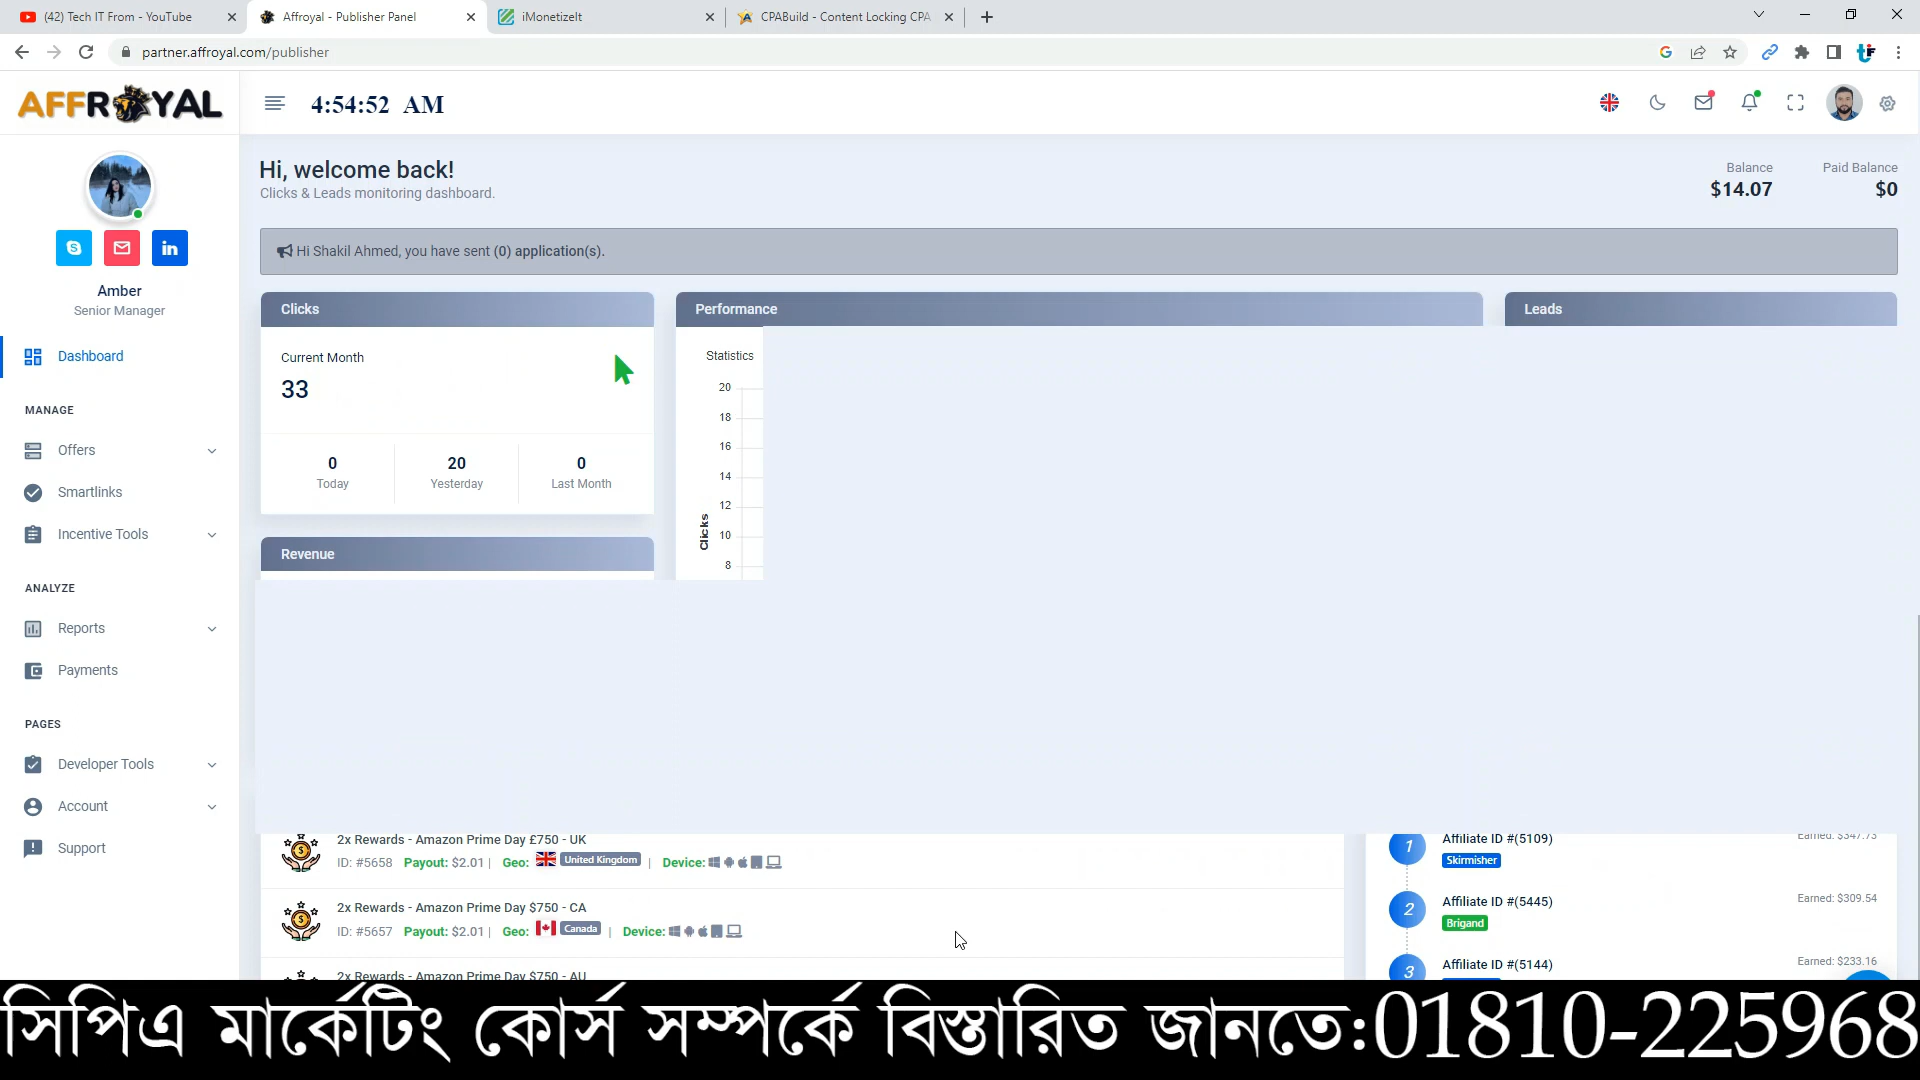 (42) Tech IT From - YouTube
Affroyal - Publisher Panel
iMonetizeIt
CPABuild - Content Locking CPA
partner.affroyal.com/publisher
AFFROYAL
4:54:52 AM
Amber
Senior Manager
Dashboard
MANAGE
Offers
Smartlinks
Incentive Tools
ANALYZE
Reports
Payments
PAGES
Developer Tools
Account
Support
Hi, welcome back!
Clicks & Leads monitoring dashboard.
Balance
$14.07
Paid Balance
$0
Hi Shakil Ahmed, you have sent (0) application(s).
Clicks
Current Month
33
0
Today
20
Yesterday
0
Last Month
Revenue
Performance
Statistics
20
18
16
14
12
10
8
Clicks
Leads
2x Rewards - Amazon Prime Day £750 - UK
ID: #5658 Payout: $2.01 | Geo: United Kingdom | Device:
2x Rewards - Amazon Prime Day $750 - CA
ID: #5657 Payout: $2.01 | Geo: Canada | Device:
2x Rewards - Amazon Prime Day $750 - AU
1
Affiliate ID #(5109)
Earned: $347.73
Skirmisher
2
Affiliate ID #(5445)
Earned: $309.54
Brigand
3
Affiliate ID #(5144)
Earned: $233.16
সিপিএ মার্কেটিং কোর্স সম্পর্কে বিস্তারিত জানতে:01810-225968